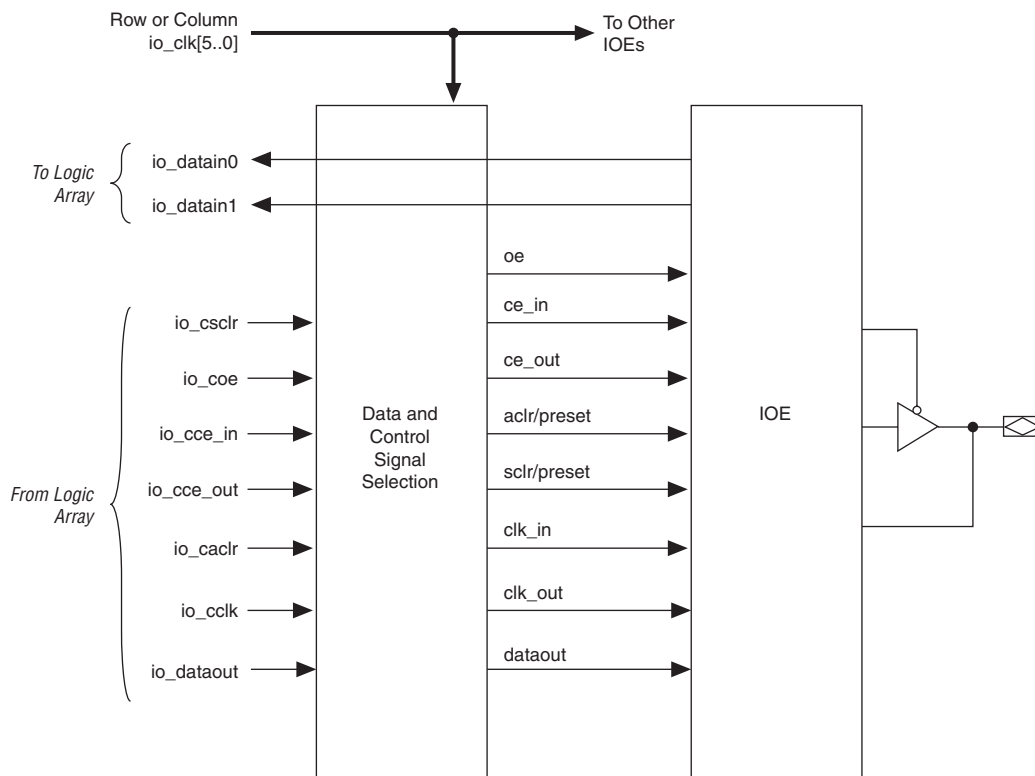 Row or Column
io_clk[5..0]
To Other
IOEs
To Logic
Array
io_datain0
io_datain1
From Logic
Array
io_csclr
io_coe
io_cce_in
io_cce_out
io_caclr
io_cclk
io_dataout
Data and
Control
Signal
Selection
oe
ce_in
ce_out
aclr/preset
sclr/preset
clk_in
clk_out
dataout
IOE